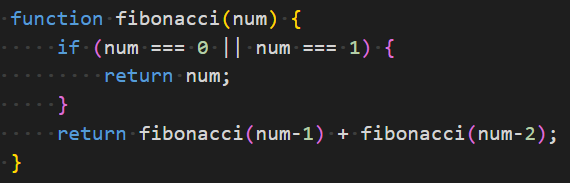 function fibonacci(num) {
    if (num === 0 || num === 1) {
        return num;
    }
    return fibonacci(num-1) + fibonacci(num-2);
}